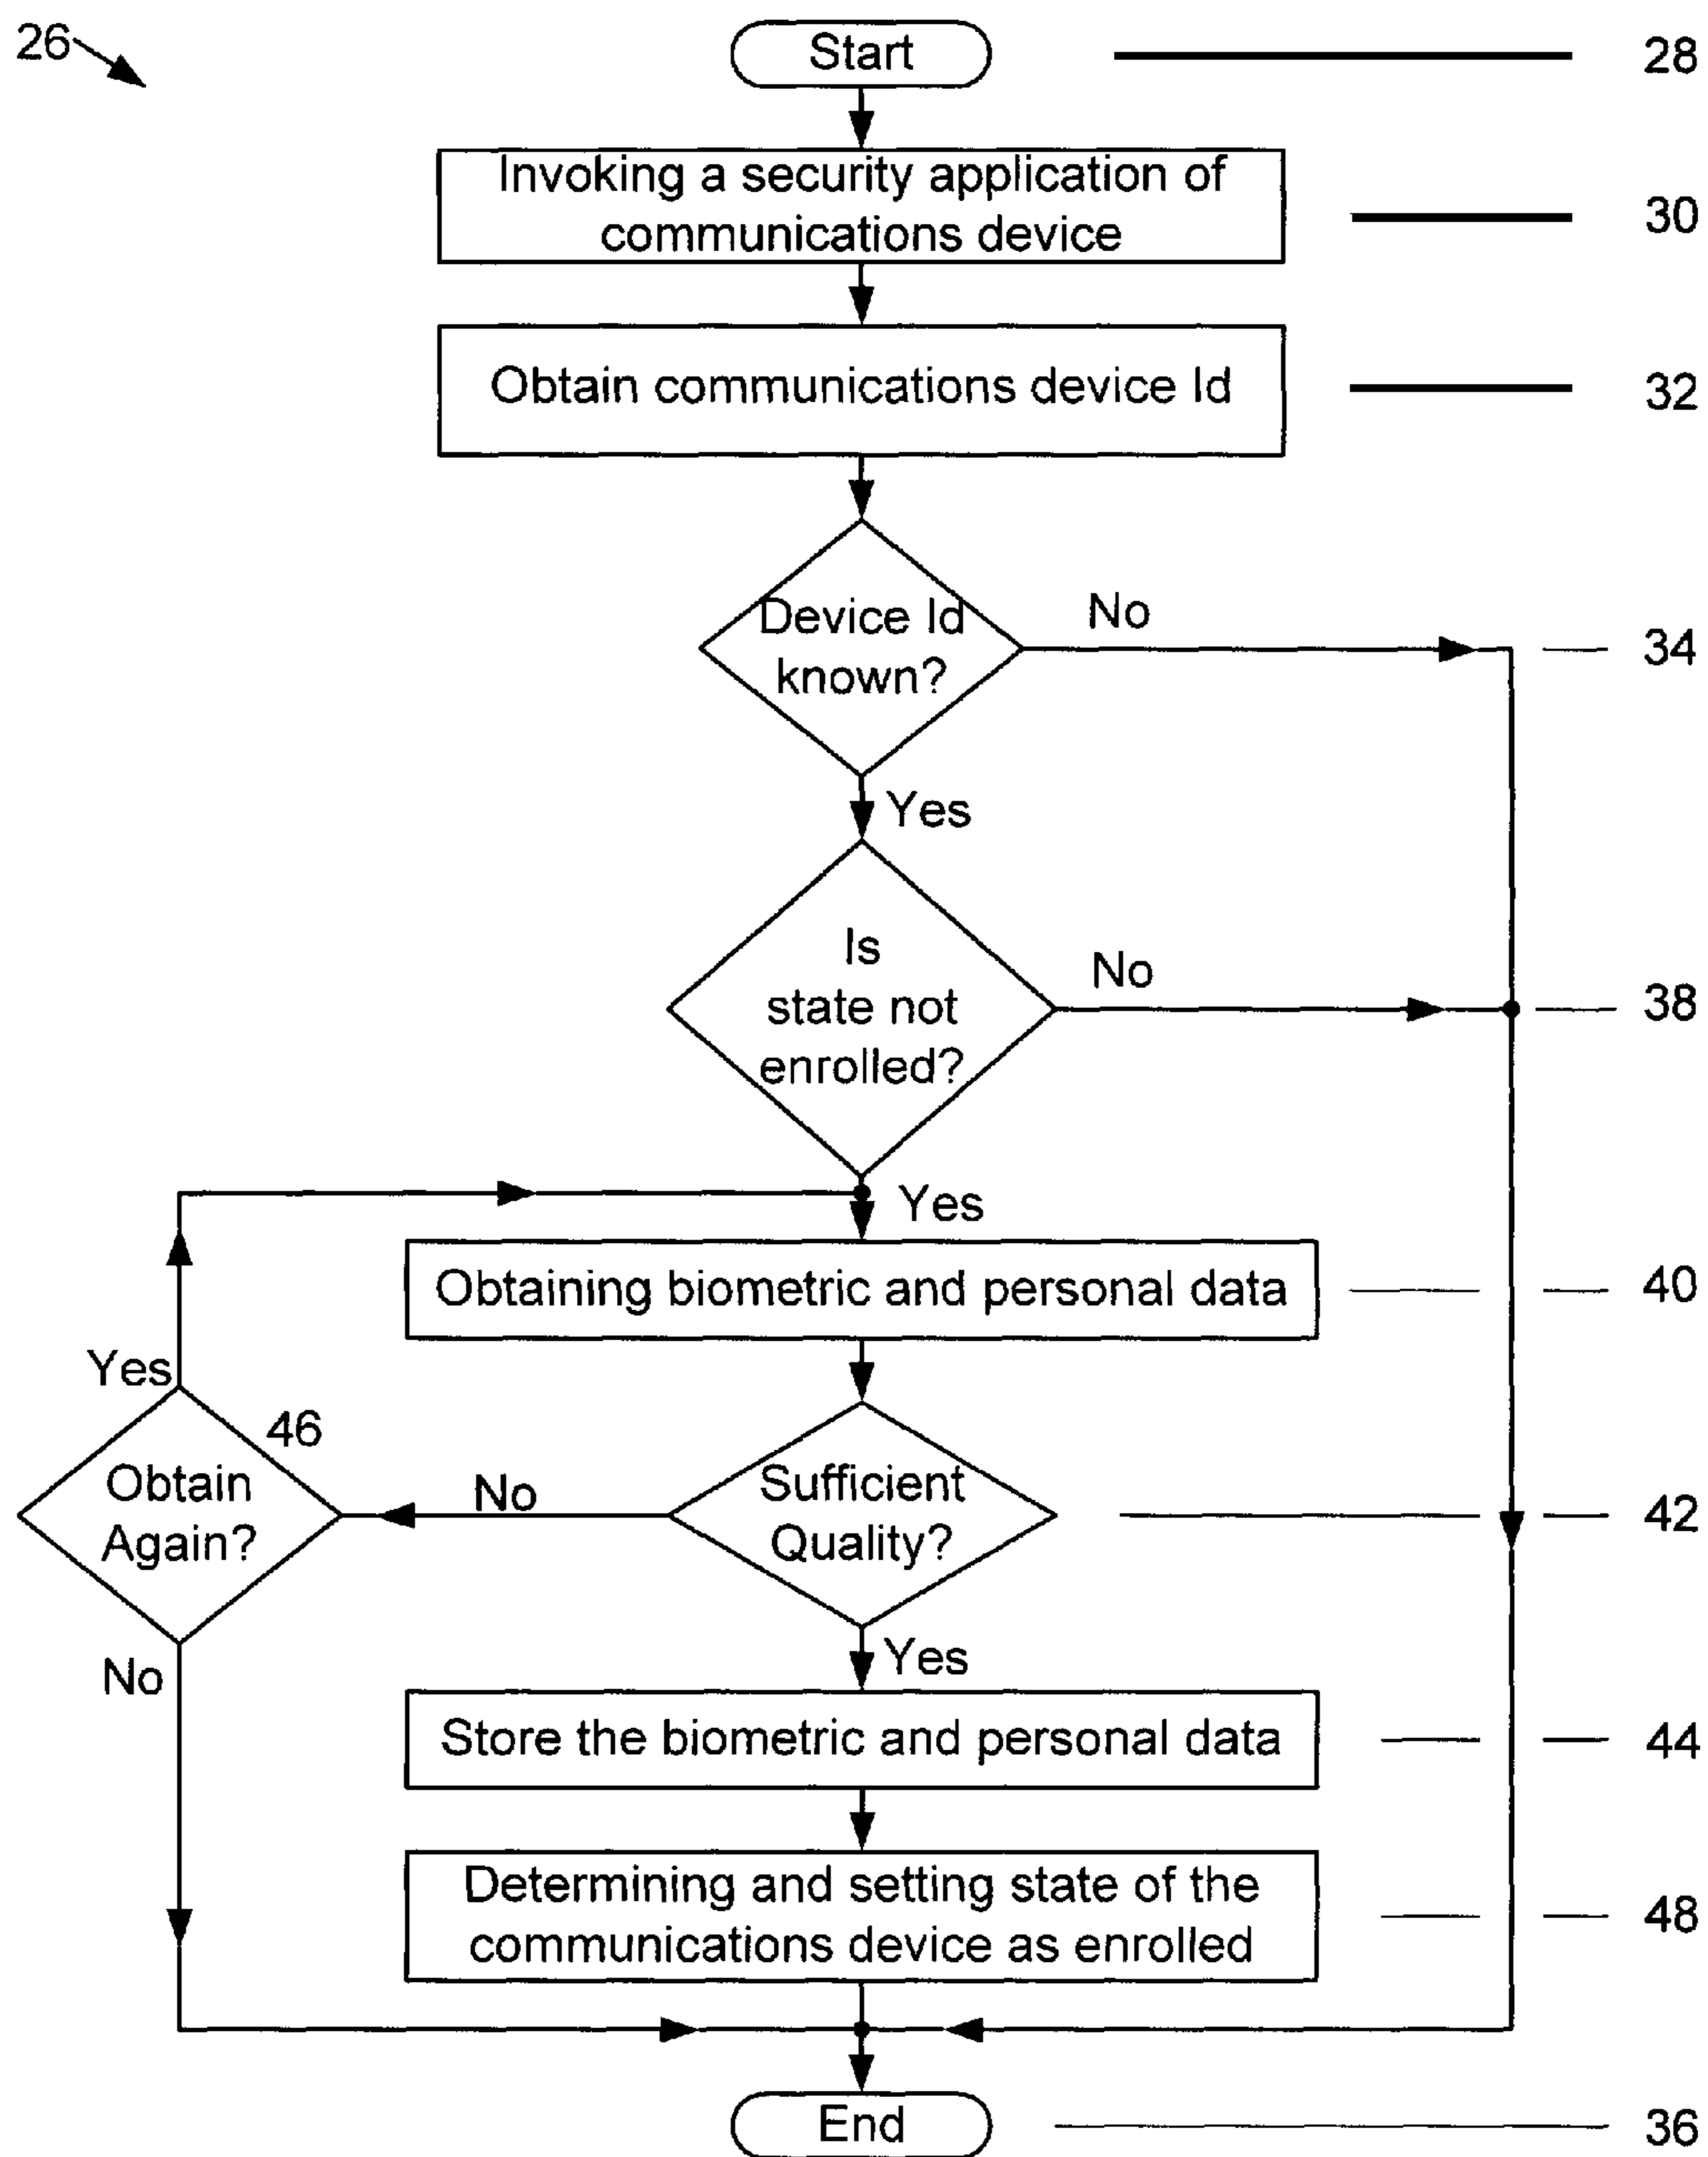 26
Start
28
Invoking a security application of
communications device
30
Obtain communications device Id
32
Device Id
known?
No
34
Yes
Is
state not
enrolled?
No
38
Yes
Obtaining biometric and personal data
40
Yes
46
Obtain
Again?
No
Sufficient
Quality?
42
No
Yes
Store the biometric and personal data
44
Determining and setting state of the
communications device as enrolled
48
End
36